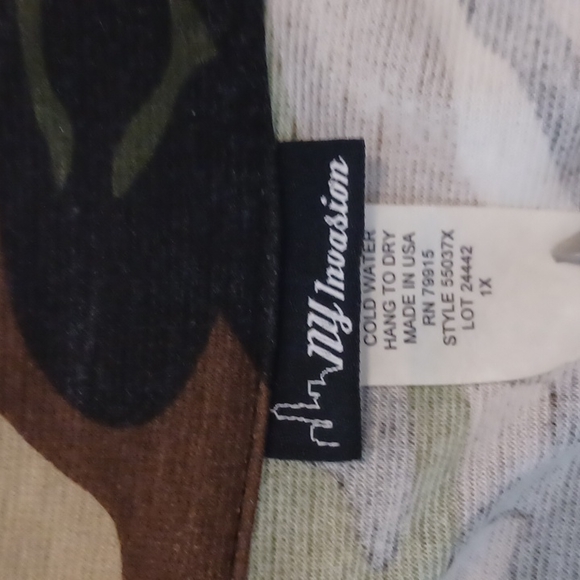 NY Invasion
COLD WATER
HANG TO DRY
MADE IN USA
RN 79915
STYLE 55037X
LOT 24442
1X